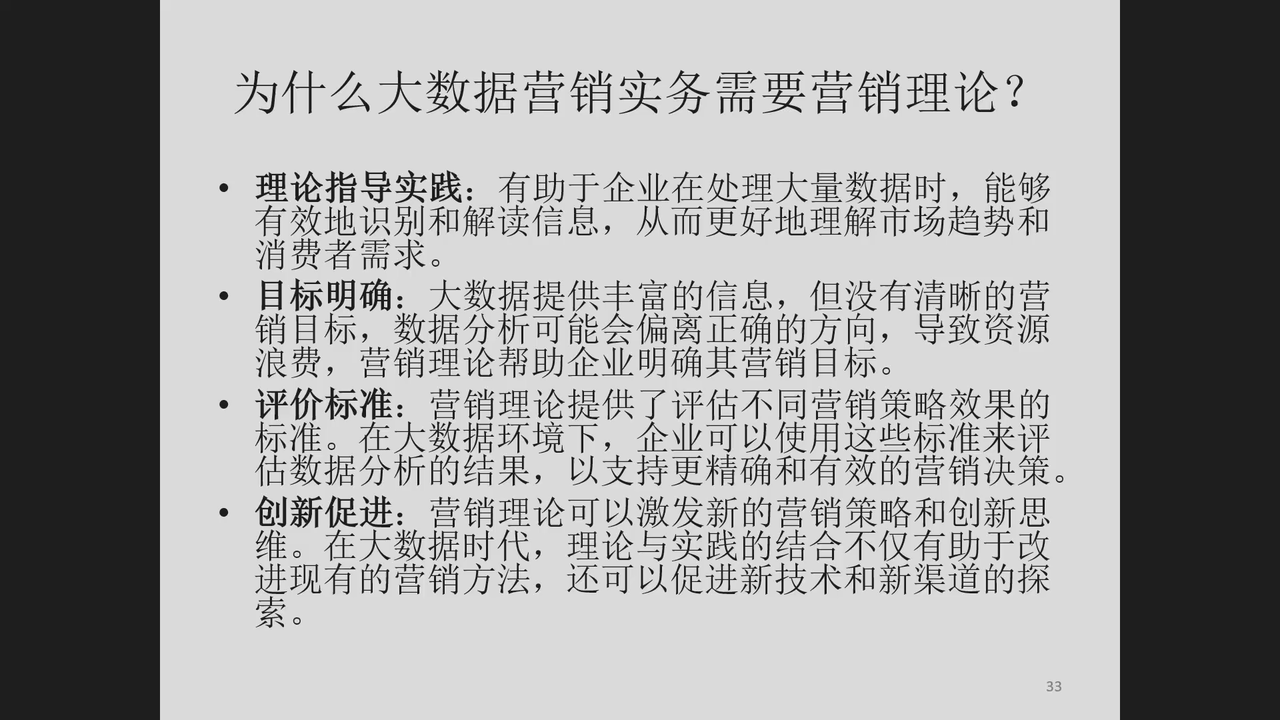 为什么大数据营销实务需要营销理论？
• 理论指导实践：有助于企业在处理大量数据时，能够
有效地识别和解读信息，从而更好地理解市场趋势和
消费者需求。
• 目标明确：大数据提供丰富的信息，但没有清晰的营
销目标，数据分析可能会偏离正确的方向，导致资源
浪费，营销理论帮助企业明确其营销目标。
• 评价标准：营销理论提供了评估不同营销策略效果的
标准。在大数据环境下，企业可以使用这些标准来评
估数据分析的结果，以支持更精确和有效的营销决策。
• 创新促进：营销理论可以激发新的营销策略和创新思
维。在大数据时代，理论与实践的结合不仅有助于改
进现有的营销方法，还可以促进新技术和新渠道的探
索。
33